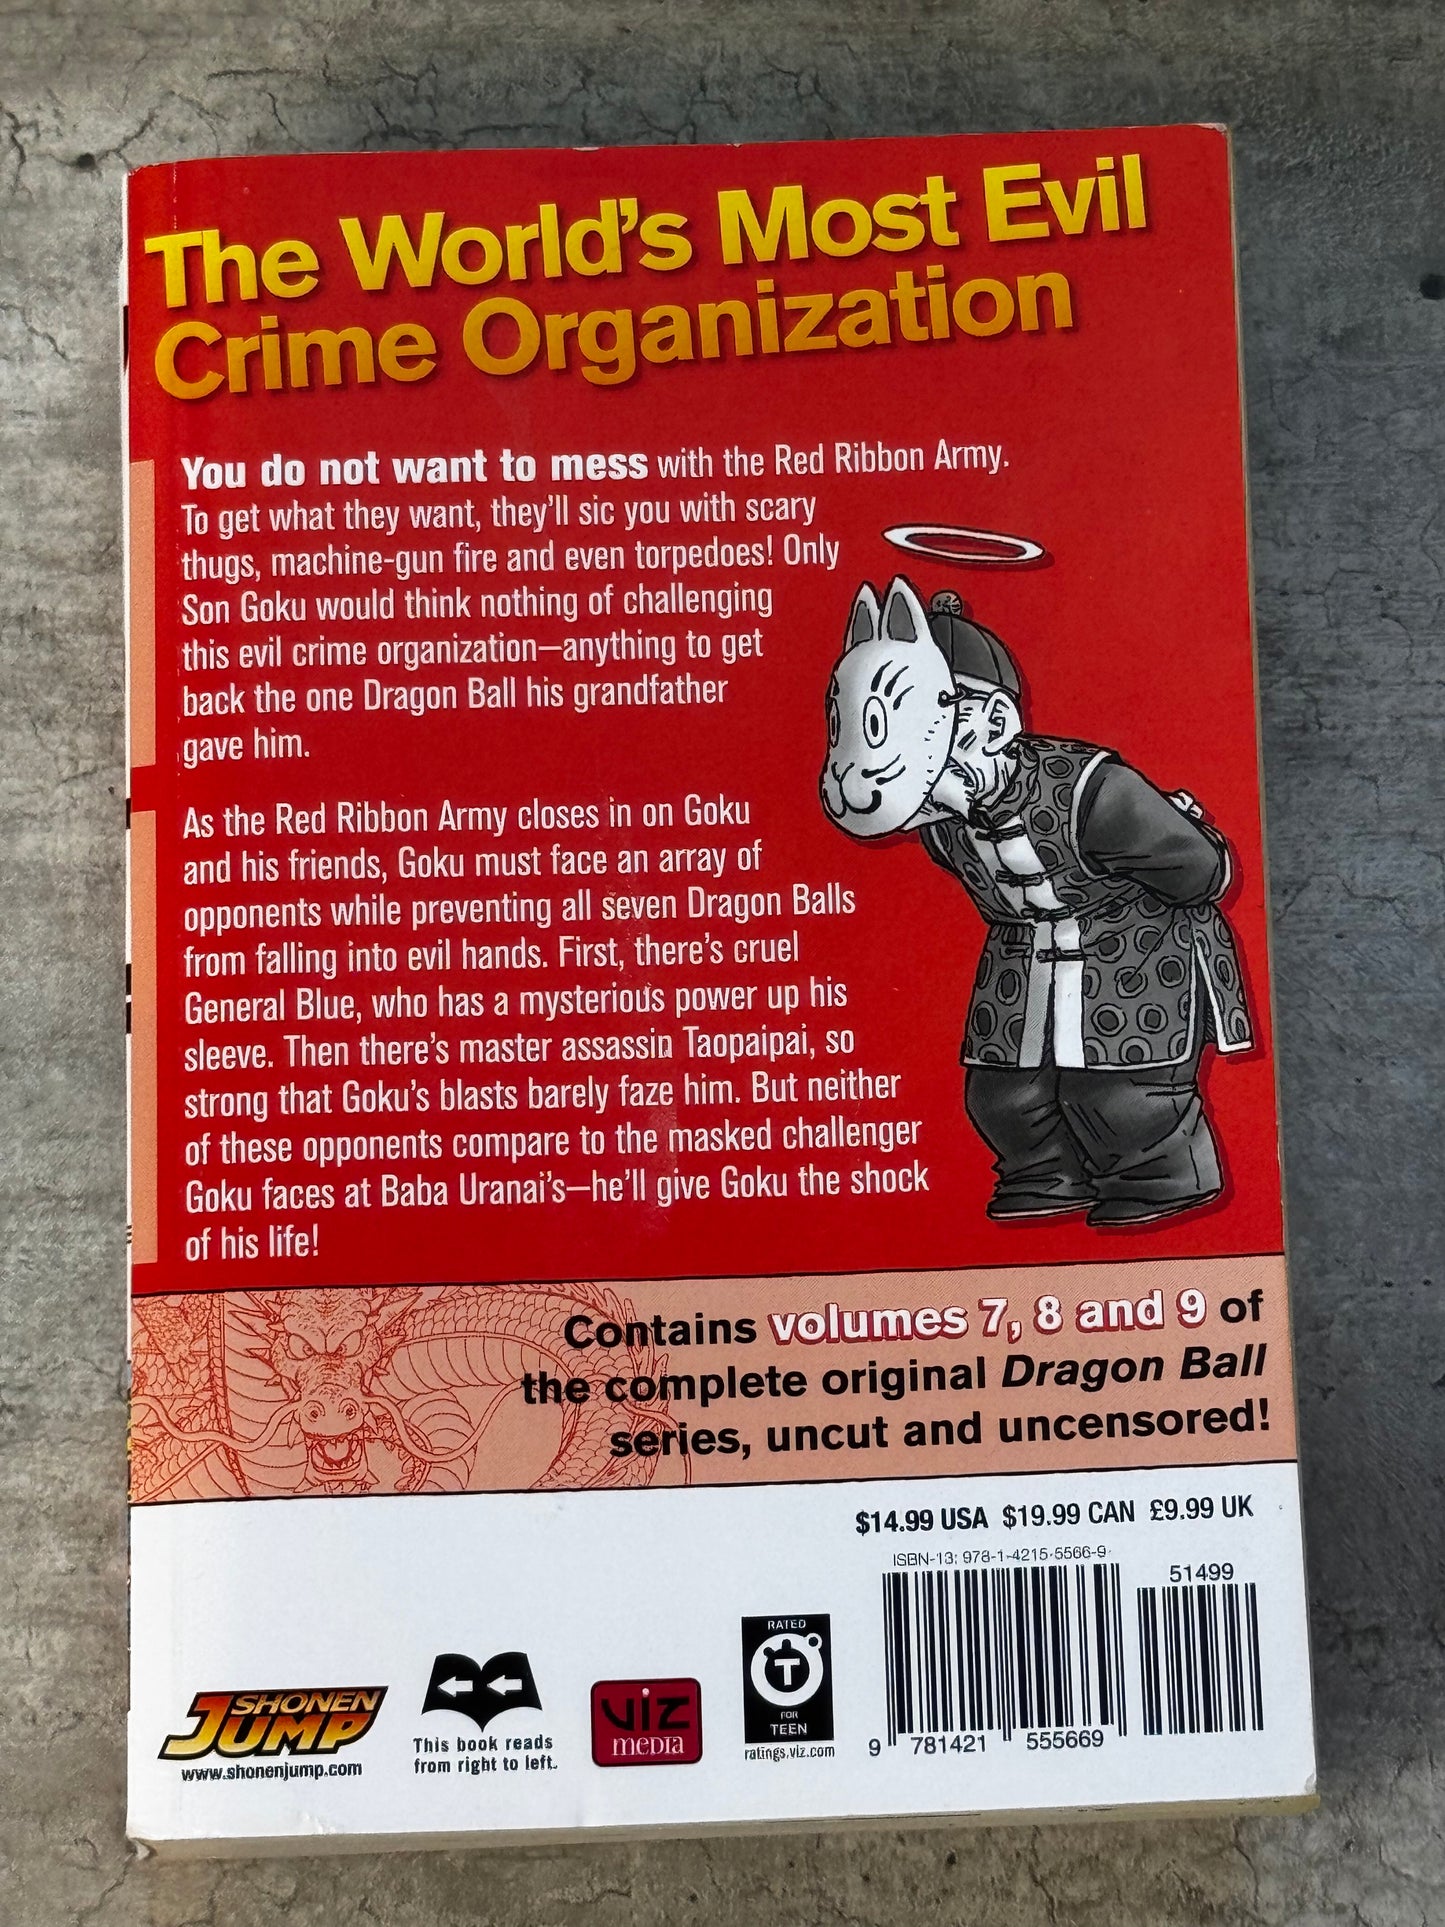 The World's Most Evil
Crime Organization
You do not want to mess with the Red Ribbon Army.
To get what they want, they'll sic you with scary
thugs, machine-gun fire and even torpedoes! Only
Son Goku would think nothing of challenging
this evil crime organization—anything to get
back the one Dragon Ball his grandfather
gave him.
As the Red Ribbon Army closes in on Goku
and his friends, Goku must face an array of
opponents while preventing all seven Dragon Balls
from falling into evil hands. First, there's cruel
General Blue, who has a mysterious power up his
sleeve. Then there's master assassin Taopaipai, so
strong that Goku's blasts barely faze him. But neither
of these opponents compare to the masked challenger
Goku faces at Baba Uranai's—he'll give Goku the shock
of his life!
Contains volumes 7, 8 and 9 of
the complete original Dragon Ball
series, uncut and uncensored!
$14.99 USA $19.99 CAN £9.99 UK
ISBN-13: 978-1-4215-5566-9
51499
9 781421 555669
SHONEN
JUMP
www.shonenjump.com
This book reads
from right to left.
VIZ
MEDIA
RATED
T
FOR
TEEN
ratings.viz.com